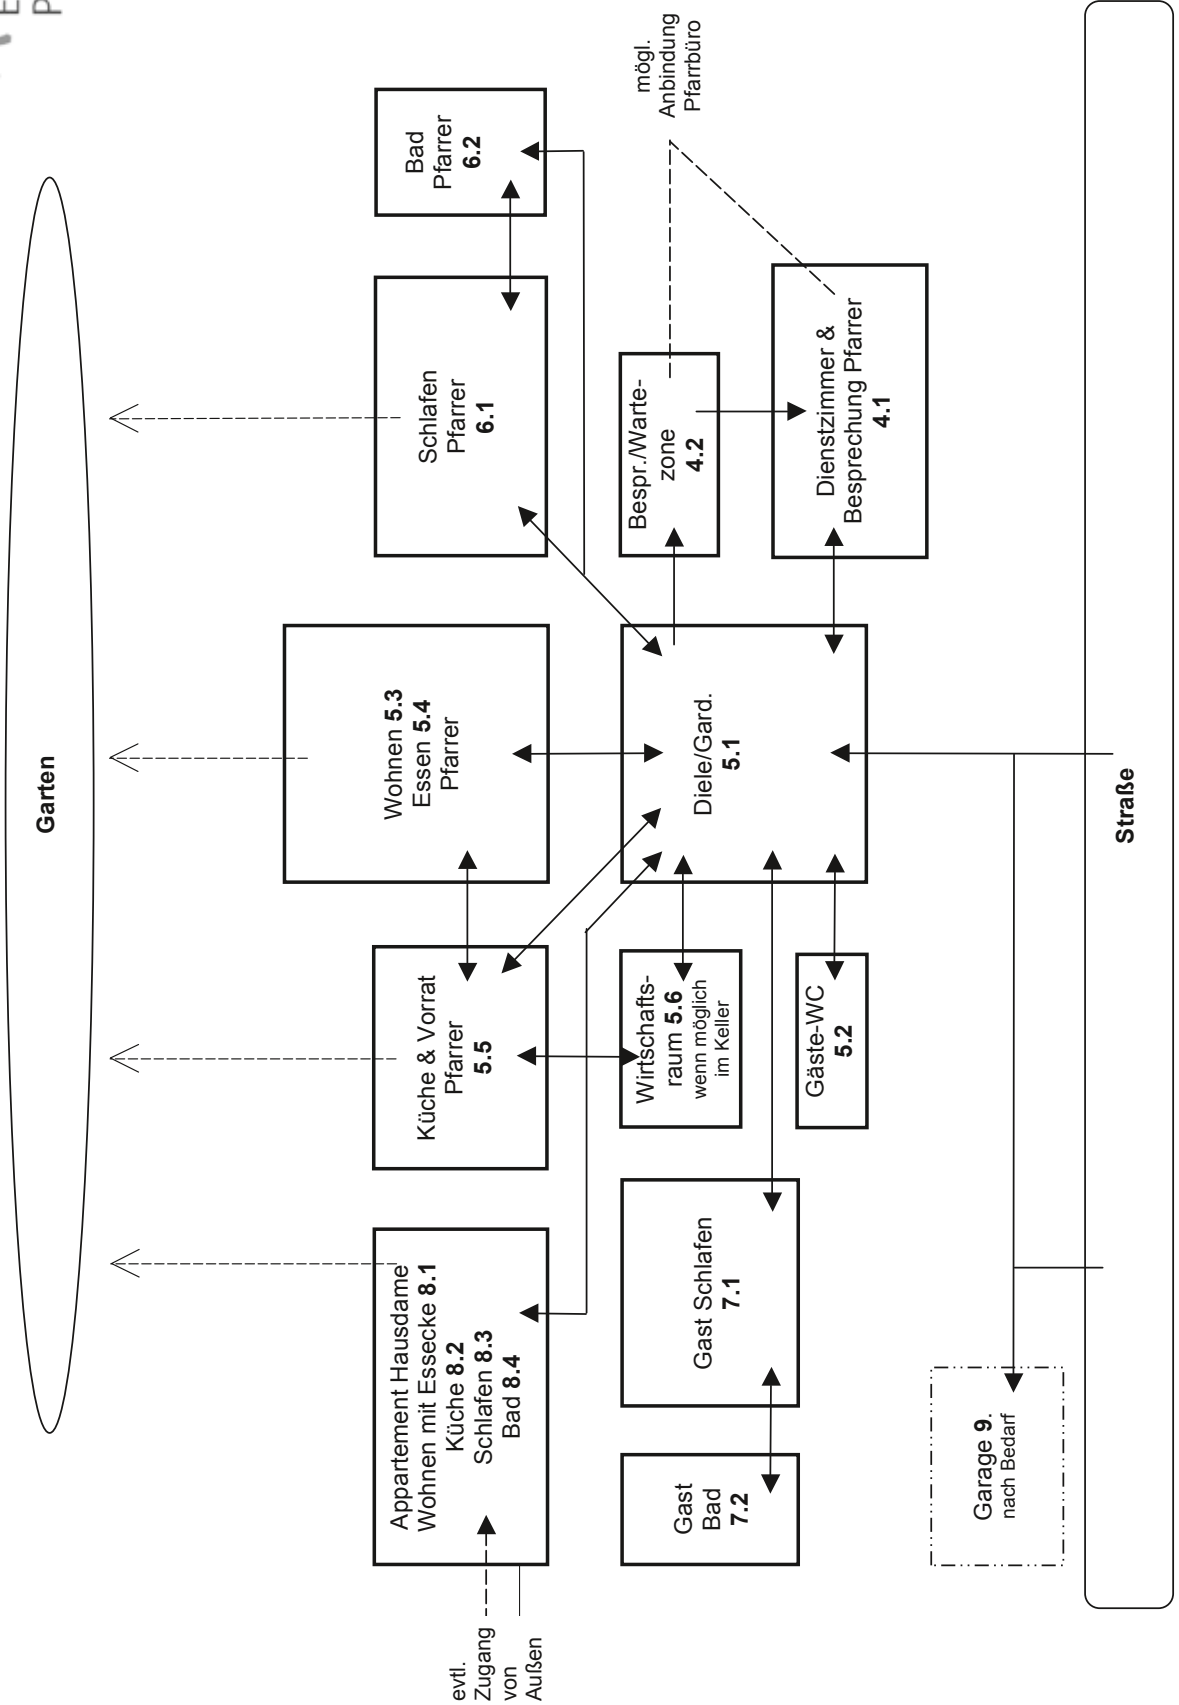 Garten
Appartement Hausdame
Wohnen mit Essecke 8.1
Küche 8.2
Schlafen 8.3
Bad 8.4
Küche & Vorrat
Pfarrer
5.5
Wohnen 5.3
Essen 5.4
Pfarrer
Schlafen
Pfarrer
6.1
Bad
Pfarrer
6.2
evtl.
Zugang
von
Außen
Gast
Bad
7.2
Gast Schlafen
7.1
Wirtschafts-
raum 5.6
wenn möglich
im Keller
Gäste-WC
5.2
Diele/Gard.
5.1
Bespr./Warte-
zone
4.2
Dienstzimmer &
Besprechung Pfarrer
4.1
mögl.
Anbindung
Pfarrbüro
Garage 9.
nach Bedarf
Straße